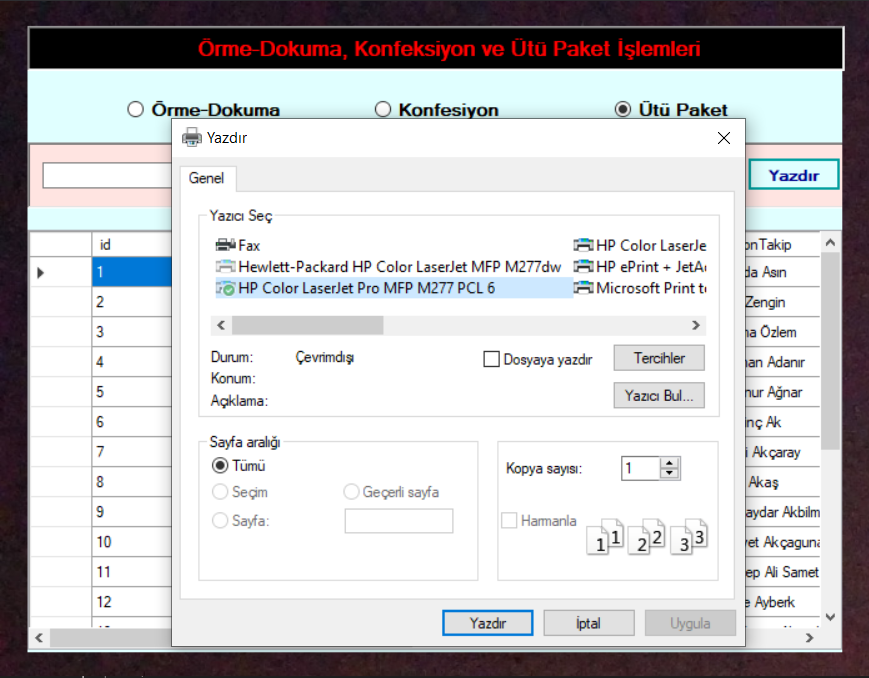 Örme-Dokuma, Konfeksiyon ve Ütü Paket İşlemleri
Örme-Dokuma Konfesiyon Ütü Paket
Yazdır
Genel
Yazdır
Yazıcı Seç
Fax HP Color LaserJe
Hewlett-Packard HP Color LaserJet MFP M277dw HP ePrint + JetA
HP Color LaserJet Pro MFP M277 PCL 6 Microsoft Print t
Durum: Çevrimdışı Dosyaya yazdır Tercihler
Konum:
Açıklama: Yazıcı Bul...
Sayfa aralığı
Tümü Kopya sayısı: 1
Seçim Geçerli sayfa
Sayfa: Harmanla 1 1 2 2 3 3
Yazdır İptal Uygula
id onTakip
1 da Asın
2 Zengin
3 na Özlem
4 nan Adanır
5 nur Ağnar
6 nç Ak
7 i Akçaray
8 Akaş
9 aydar Akbilm
10 et Akçaguna
11 ep Ali Samet
12 e Ayberk